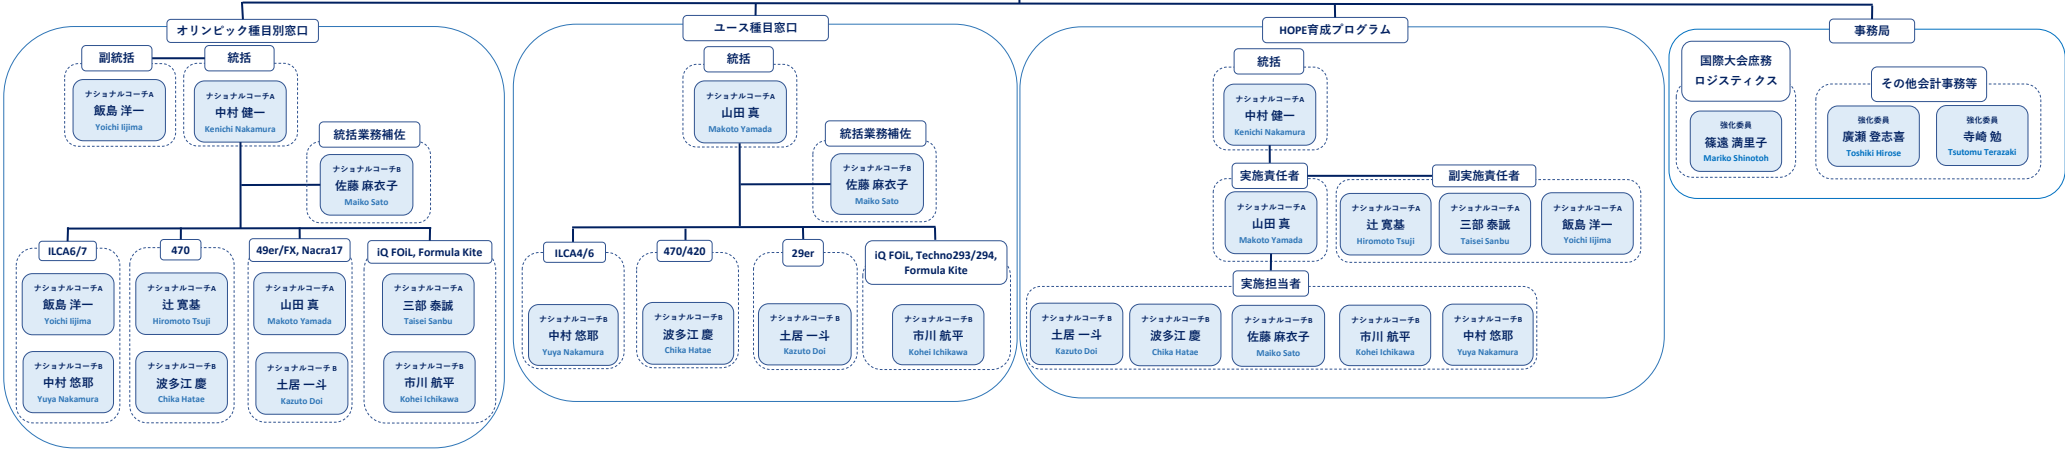 オリンピック種目別窓口
副統括
統括
ナショナルコーチA
飯島 洋一
Yoichi Iijima
ナショナルコーチA
中村 健一
Kenichi Nakamura
統括業務補佐
ナショナルコーチB
佐藤 麻衣子
Maiko Sato
ILCA6/7
ナショナルコーチA
飯島 洋一
Yoichi Iijima
ナショナルコーチB
中村 悠耶
Yuya Nakamura
470
ナショナルコーチA
辻 寛基
Hiromoto Tsuji
ナショナルコーチB
波多江 慶
Chika Hatae
49er/FX, Nacra17
ナショナルコーチA
山田 真
Makoto Yamada
ナショナルコーチ B
土居 一斗
Kazuto Doi
iQ FOiL, Formula Kite
ナショナルコーチA
三部 泰誠
Taisei Sanbu
ナショナルコーチB
市川 航平
Kohei Ichikawa
ユース種目窓口
統括
ナショナルコーチA
山田 真
Makoto Yamada
統括業務補佐
ナショナルコーチB
佐藤 麻衣子
Maiko Sato
ILCA4/6
ナショナルコーチB
中村 悠耶
Yuya Nakamura
470/420
ナショナルコーチ B
波多江 慶
Chika Hatae
29er
ナショナルコーチ B
土居 一斗
Kazuto Doi
iQ FOiL, Techno293/294,
Formula Kite
ナショナルコーチB
市川 航平
Kohei Ichikawa
HOPE育成プログラム
統括
ナショナルコーチA
中村 健一
Kenichi Nakamura
実施責任者
ナショナルコーチA
山田 真
Makoto Yamada
副実施責任者
ナショナルコーチA
辻 寛基
Hiromoto Tsuji
ナショナルコーチA
三部 泰誠
Taisei Sanbu
ナショナルコーチA
飯島 洋一
Yoichi Iijima
実施担当者
ナショナルコーチ B
土居 一斗
Kazuto Doi
ナショナルコーチB
波多江 慶
Chika Hatae
ナショナルコーチB
佐藤 麻衣子
Maiko Sato
ナショナルコーチB
市川 航平
Kohei Ichikawa
ナショナルコーチB
中村 悠耶
Yuya Nakamura
事務局
国際大会庶務
ロジスティクス
強化委員
篠遠 満里子
Mariko Shinotoh
その他会計事務等
強化委員
廣瀬 登志喜
Toshiki Hirose
強化委員
寺崎 勉
Tsutomu Terazaki